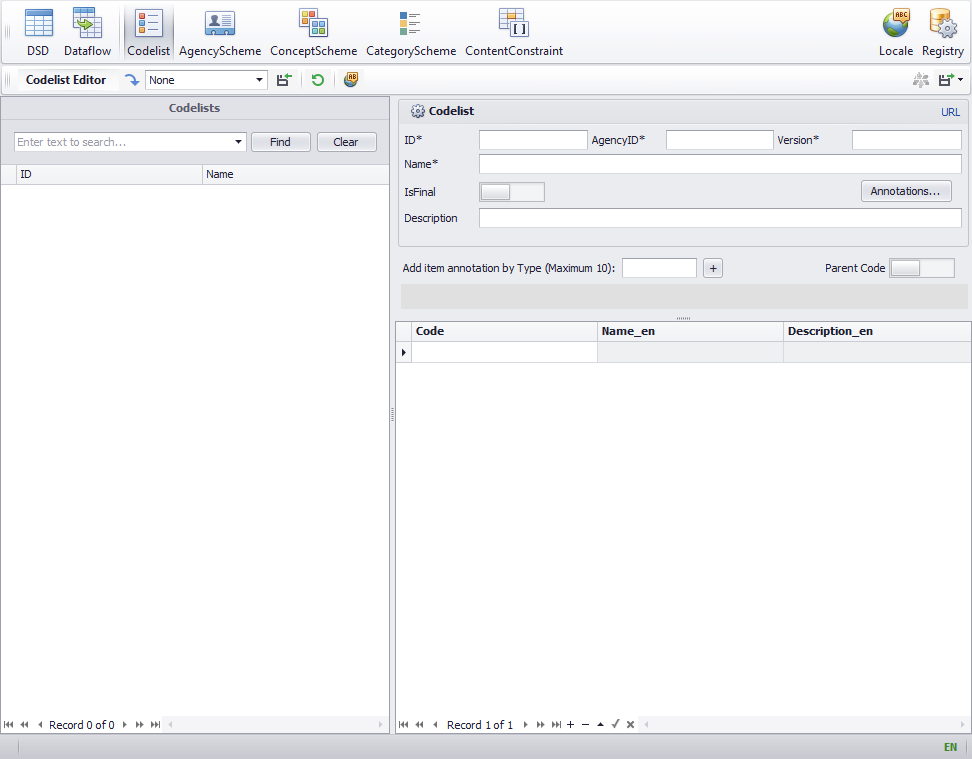 DSD Dataflow Codelist AgencyScheme ConceptScheme CategoryScheme ContentConstraint Locale Registry
ABC
Codelist Editor None
AB
Codelists
Enter text to search... Find Clear
ID Name
Record 0 of 0
Codelist URL
ID* AgencyID* Version*
Name*
IsFinal Annotations...
Description
Add item annotation by Type (Maximum 10): + Parent Code
Code Name_en Description_en
Record 1 of 1
EN